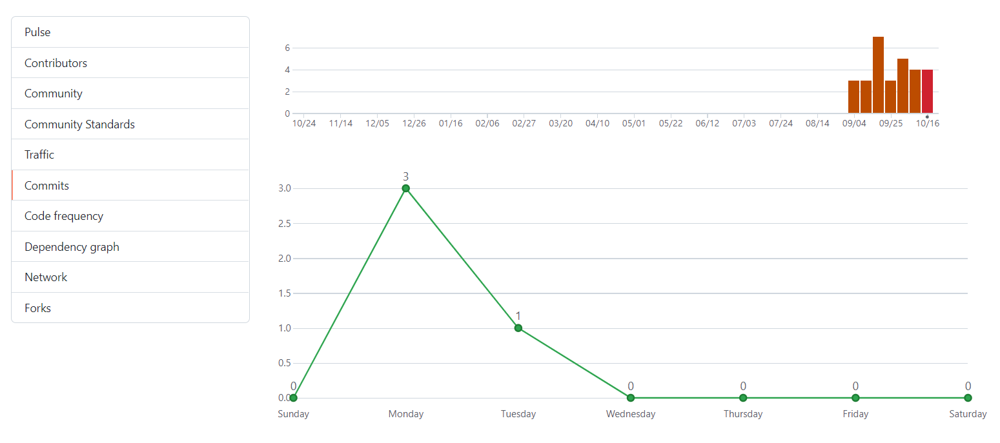 Pulse
Contributors
Community
Community Standards
Traffic
Commits
Code frequency
Dependency graph
Network
Forks
6
4
2
0
10/24 11/14 12/05 12/26 01/16 02/06 02/27 03/20 04/10 05/01 05/22 06/12 07/03 07/24 08/14 09/04 09/25 10/16
3
3.0
2.5
2.0
1.5
1
1.0
0.5
0 0 0 0 0
0.0
Sunday Monday Tuesday Wednesday Thursday Friday Saturday